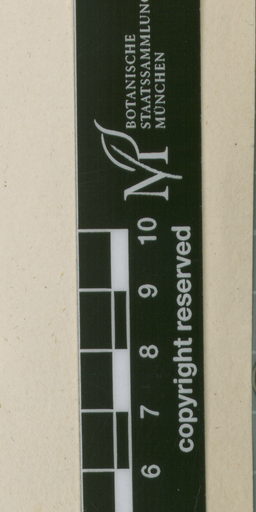 BOTANISCHE
STAATSSAMMLUNG
MÜNCHEN
M
10 9 8 7 6
copyright reserved